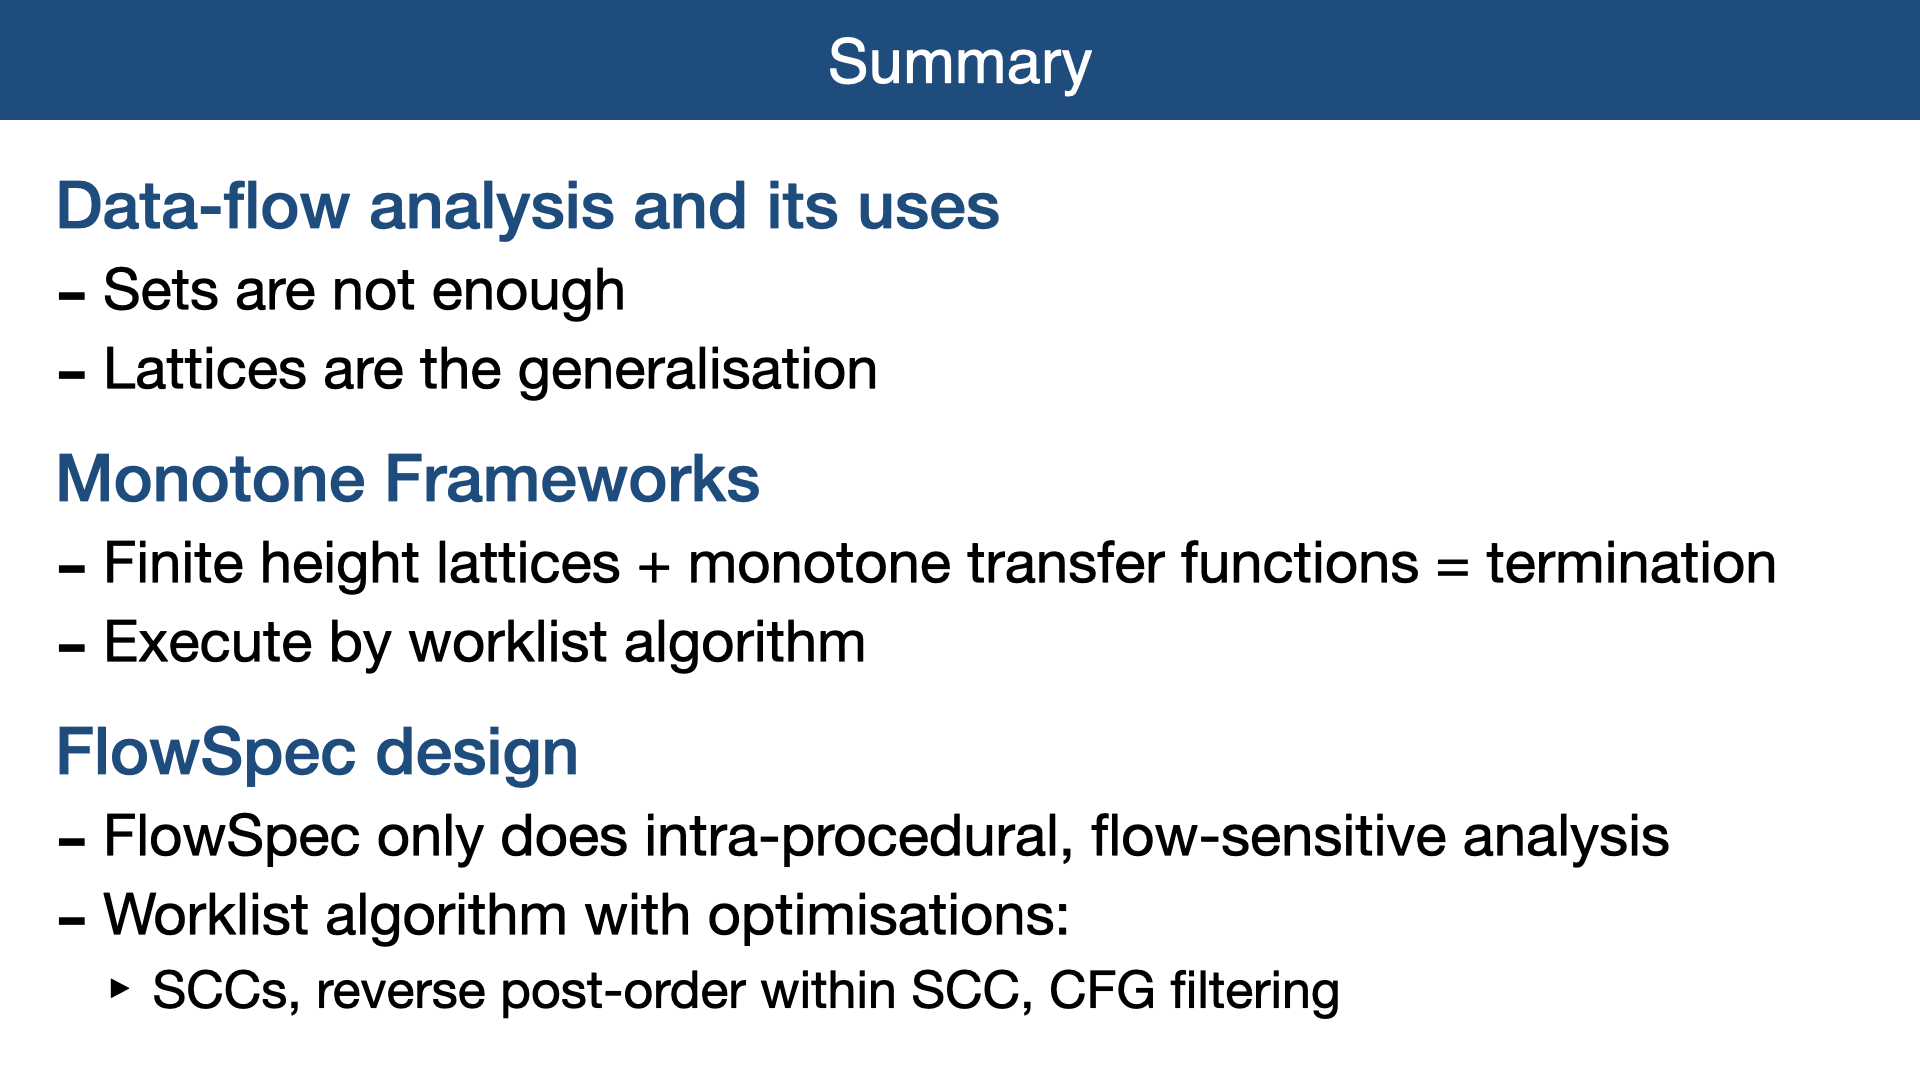 Summary
Data-flow analysis and its uses
- Sets are not enough
- Lattices are the generalisation
Monotone Frameworks
- Finite height lattices + monotone transfer functions = termination
- Execute by worklist algorithm
FlowSpec design
- FlowSpec only does intra-procedural, flow-sensitive analysis
- Worklist algorithm with optimisations:
‣ SCCs, reverse post-order within SCC, CFG filtering